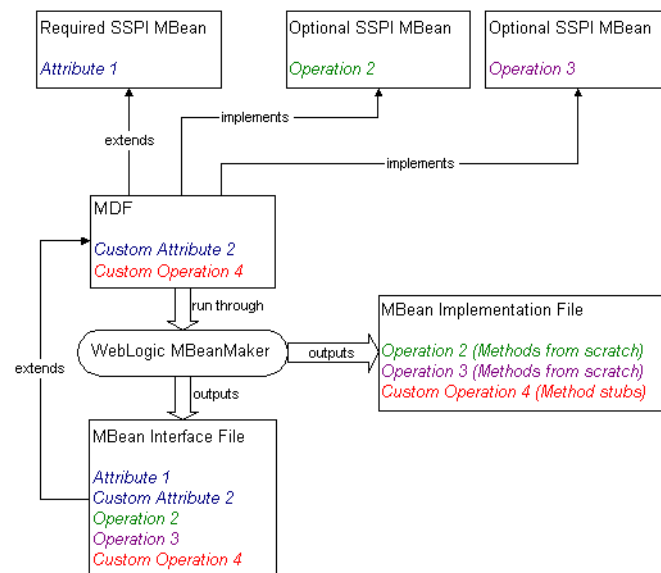 Required SSPI MBean
Attribute 1
Optional SSPI MBean
Operation 2
Optional SSPI MBean
Operation 3
implements
extends
implements
MDF
Custom Attribute 2
Custom Operation 4
run through
WebLogic MBeanMaker
outputs
MBean Implementation File
Operation 2 (Methods from scratch)
Operation 3 (Methods from scratch)
Custom Operation 4 (Method stubs)
extends
outputs
MBean Interface File
Attribute 1
Custom Attribute 2
Operation 2
Operation 3
Custom Operation 4